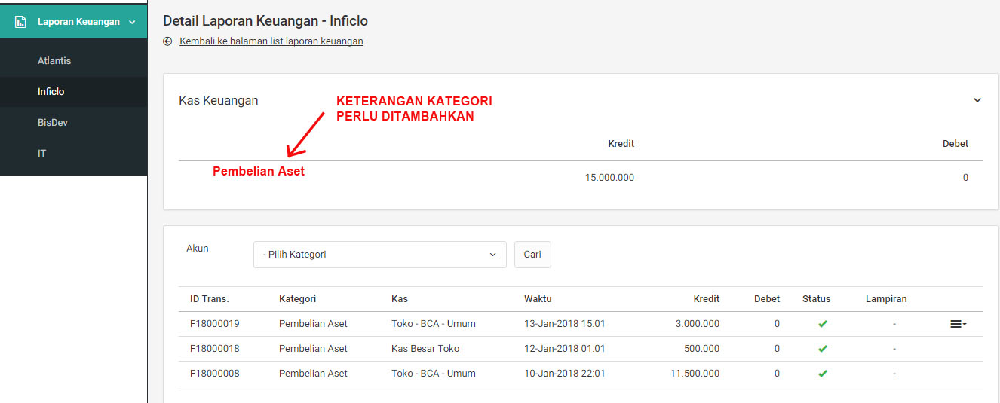 Laporan Keuangan
Atlantis
Inficlo
BisDev
IT
Detail Laporan Keuangan - Inficlo
Kembali ke halaman list laporan keuangan
Kas Keuangan
KETERANGAN KATEGORI
PERLU DITAMBAHKAN
Kredit Debet
Pembelian Aset
15.000.000 0
Akun - Pilih Kategori Cari
ID Trans. Kategori Kas Waktu Kredit Debet Status Lampiran
F18000019 Pembelian Aset Toko - BCA - Umum 13-Jan-2018 15:01 3.000.000 0 -
F18000018 Pembelian Aset Kas Besar Toko 12-Jan-2018 01:01 500.000 0 -
F18000008 Pembelian Aset Toko - BCA - Umum 10-Jan-2018 22:01 11.500.000 0 -